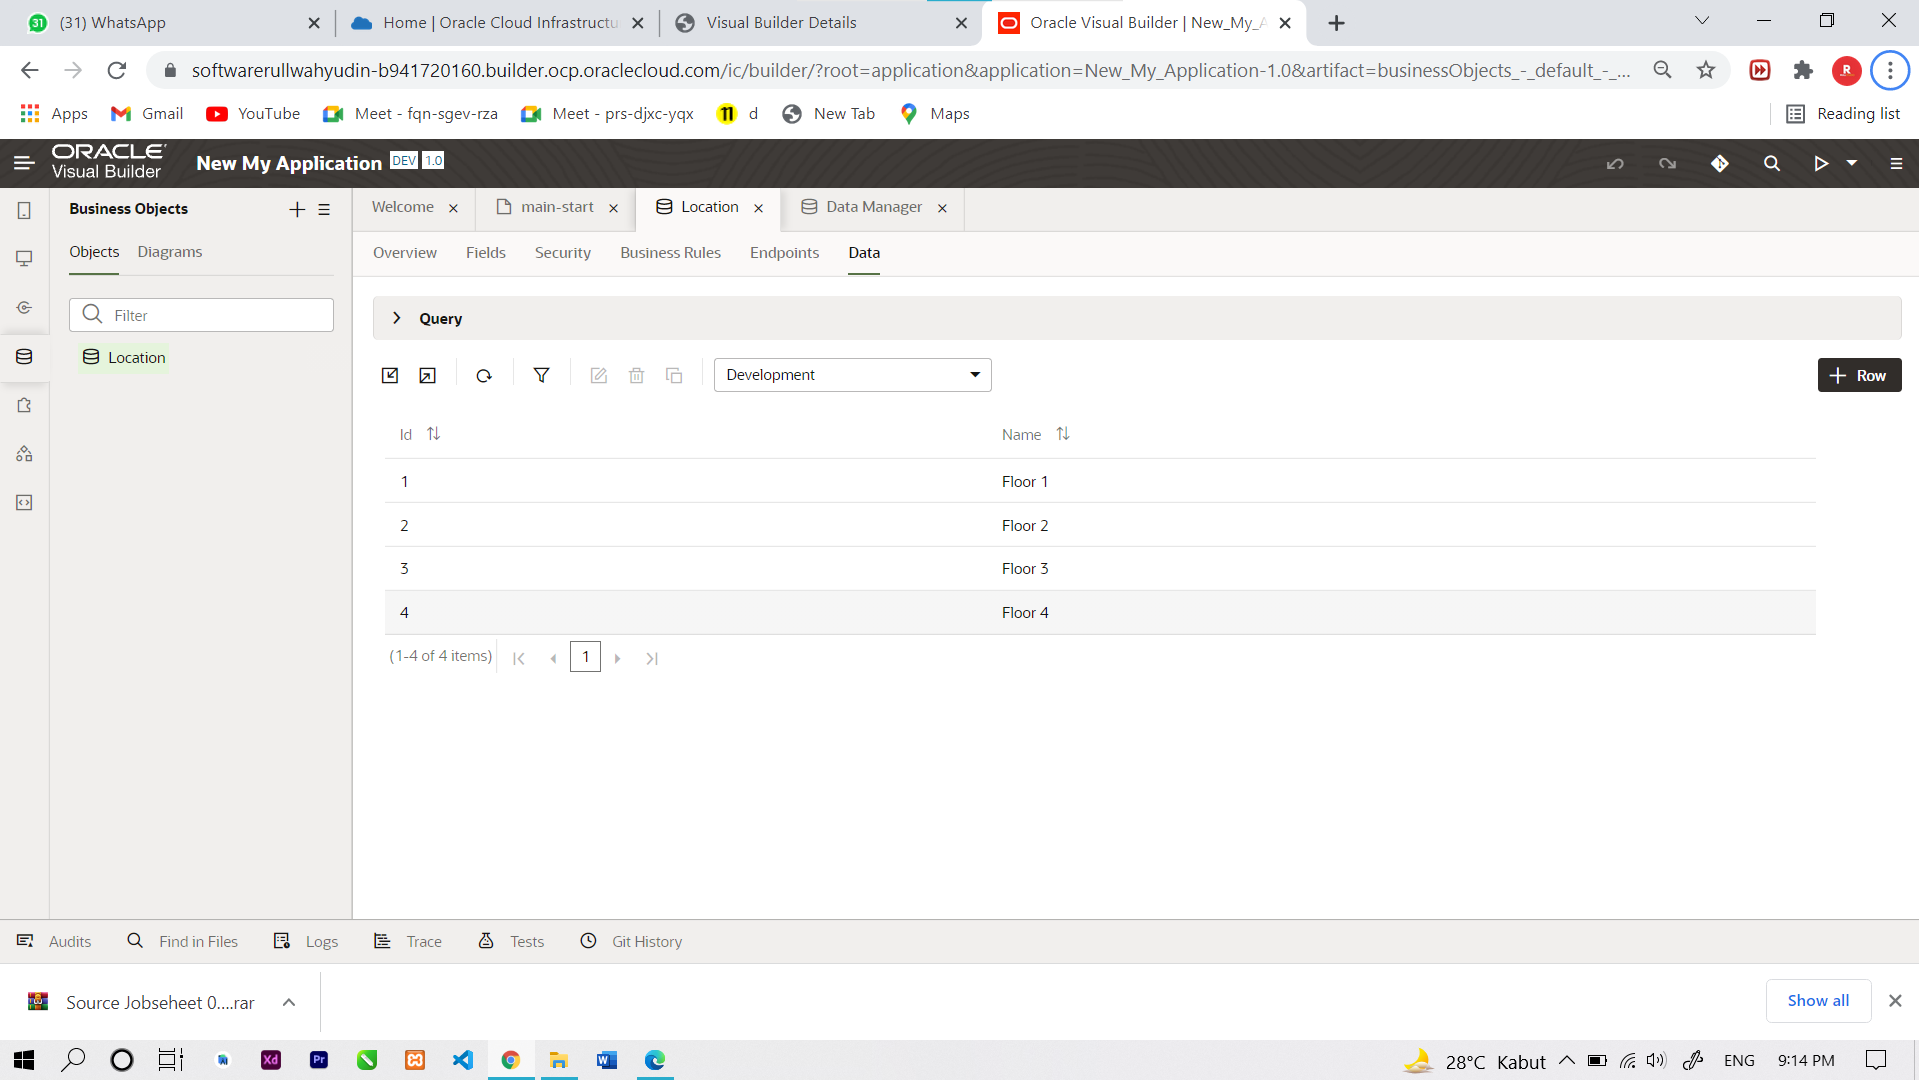 (31) WhatsApp
Home | Oracle Cloud Infrastructu
Visual Builder Details
Oracle Visual Builder | New_My_A
softwarerullwahyudin-b941720160.builder.ocp.oraclecloud.com/ic/builder/?root=application&application=New_My_Application-1.0&artifact=businessObjects_-_default_-_...
Apps
Gmail
YouTube
Meet - fqn-sgev-rza
Meet - prs-djxc-yqx
d
New Tab
Maps
Reading list
ORACLE
Visual Builder
New My Application
DEV
1.0
Business Objects
Welcome
main-start
Location
Data Manager
Objects
Diagrams
Overview
Fields
Security
Business Rules
Endpoints
Data
Filter
Query
Location
Development
Row
Id
Name
1
Floor 1
2
Floor 2
3
Floor 3
4
Floor 4
(1-4 of 4 items)
1
Audits
Find in Files
Logs
Trace
Tests
Git History
Source Jobseheet 0....rar
Show all
Xd
Pr
28°C Kabut
ENG
9:14 PM